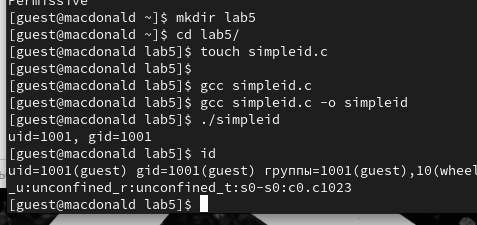 Permissive
[guest@macdonald ~]$ mkdir lab5
[guest@macdonald ~]$ cd lab5/
[guest@macdonald lab5]$ touch simpleid.c
[guest@macdonald lab5]$
[guest@macdonald lab5]$ gcc simpleid.c
[guest@macdonald lab5]$ gcc simpleid.c -o simpleid
[guest@macdonald lab5]$ ./simpleid
uid=1001, gid=1001
[guest@macdonald lab5]$ id
uid=1001(guest) gid=1001(guest) группы=1001(guest),10(wheel
_u:unconfined_r:unconfined_t:s0-s0:c0.c1023
[guest@macdonald lab5]$